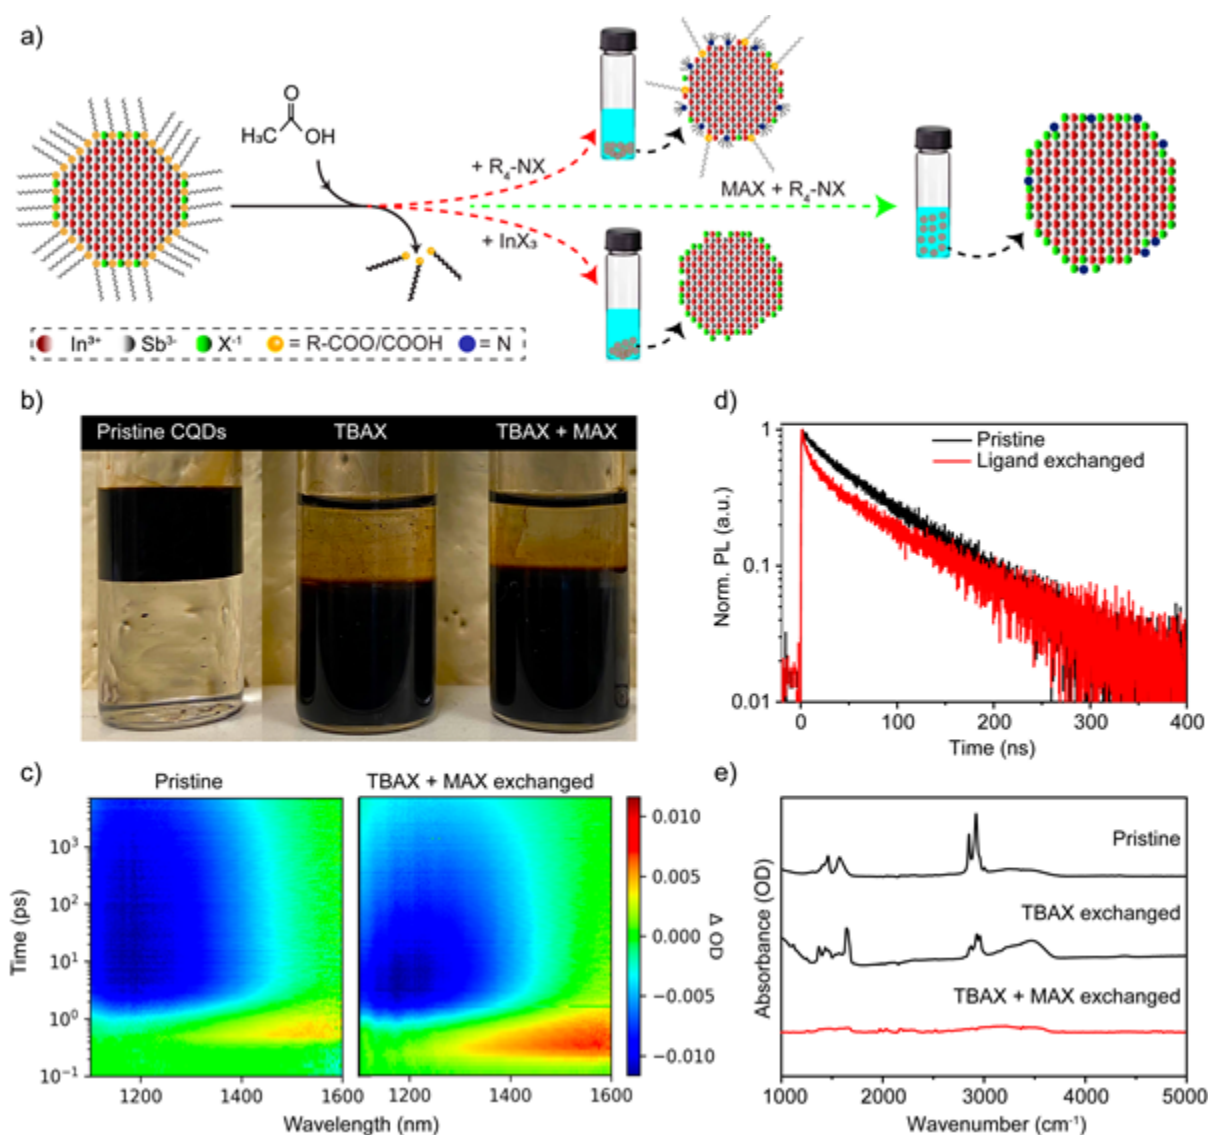 a)
O
H₃C
OH
+ R₄-NX
MAX + R₄-NX
+ InX₃
In³⁺ Sb³⁻ X⁻¹ = R-COO/COOH = N
b)
Pristine CQDs TBAX TBAX + MAX
d)
Pristine
Ligand exchanged
Norm. PL (a.u.)
1
0.1
0.01
0 100 200 300 400
Time (ns)
c)
Pristine TBAX + MAX exchanged
Time (ps)
10³
10²
10¹
10⁰
10⁻¹
1200 1400 1600 1200 1400 1600
Wavelength (nm)
0.010
0.005
0.000
−0.005
−0.010
Δ OD
e)
Absorbance (OD)
Pristine
TBAX exchanged
TBAX + MAX exchanged
1000 2000 3000 4000 5000
Wavenumber (cm⁻¹)